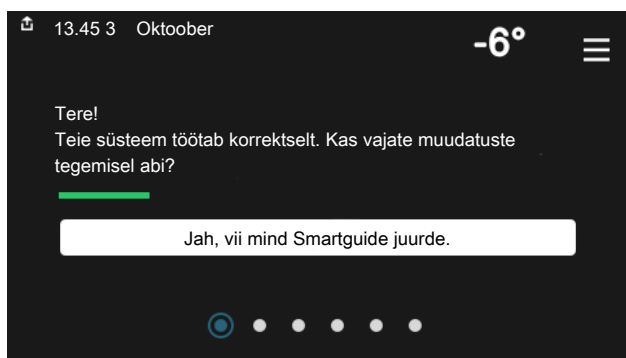 13.45 3 Oktoober
-6°
Tere!
Teie süsteem töötab korrektselt. Kas vajate muudatuste
tegemisel abi?
Jah, vii mind Smartguide juurde.